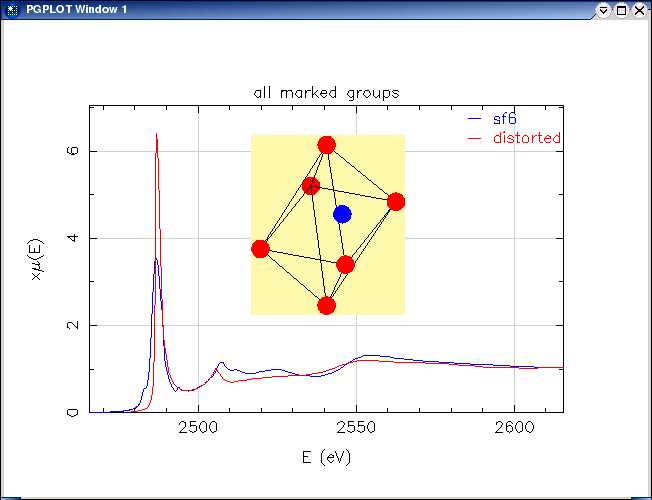 PGPLOT Window 1
all marked groups
sf6
distorted
6
4
2
0
xμ(E)
2500 2550 2600
E (eV)